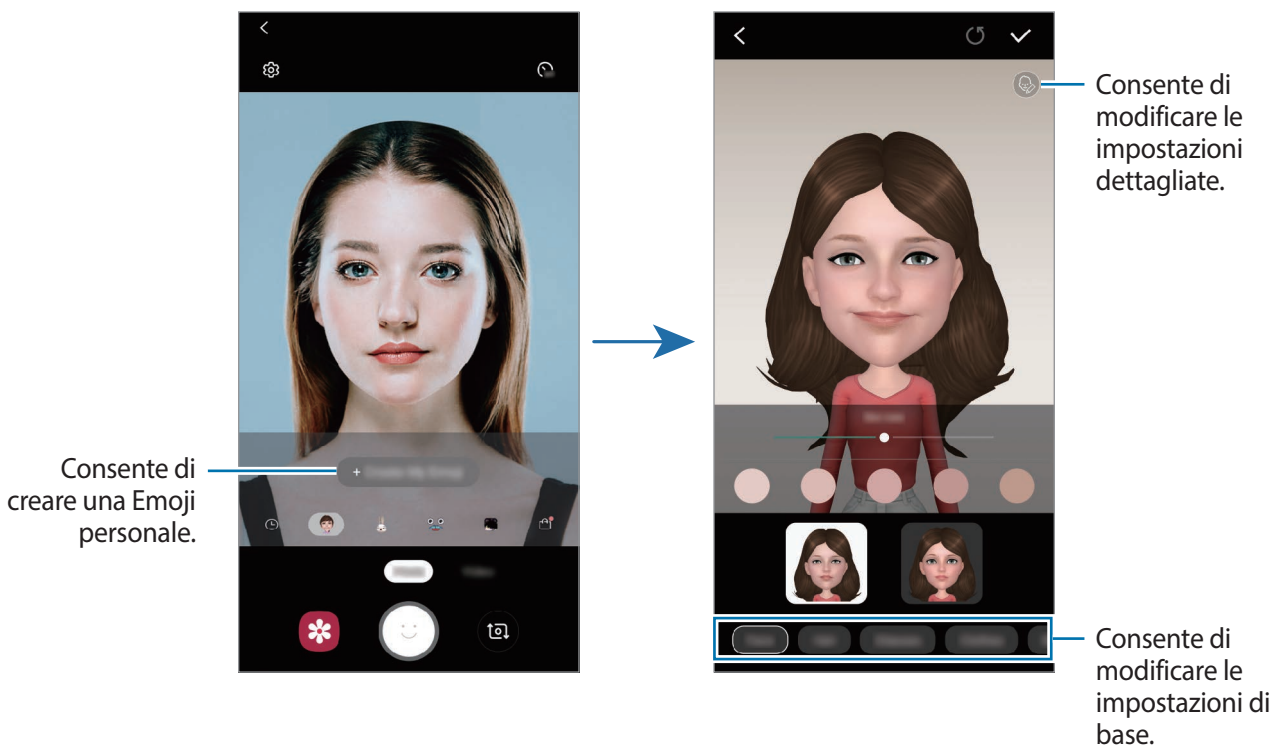 Consente di
creare una Emoji
personale.
Consente di
modificare le
impostazioni
dettagliate.
Consente di
modificare le
impostazioni di
base.